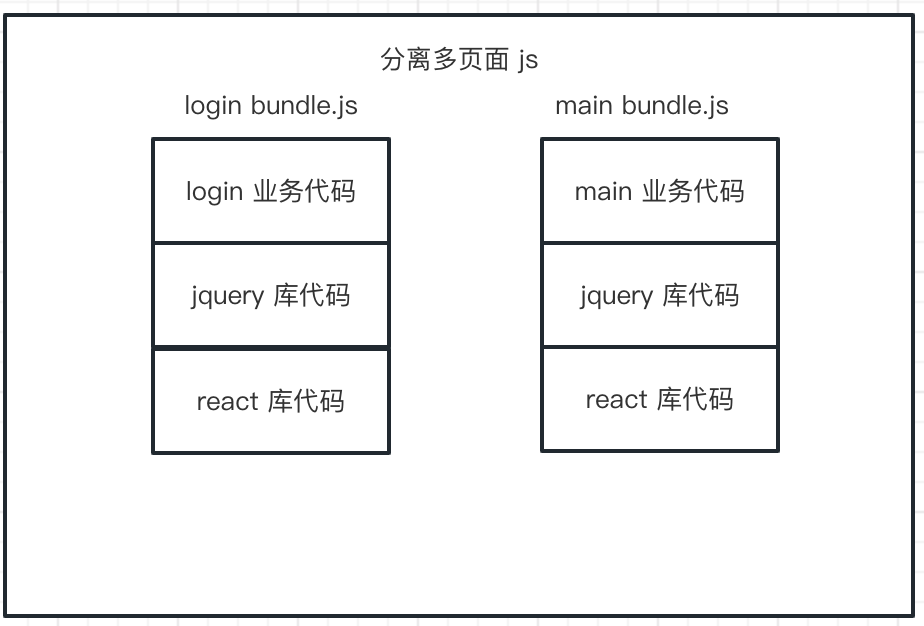 分离多页面 js
login bundle.js
main bundle.js
login 业务代码
main 业务代码
jquery 库代码
jquery 库代码
react 库代码
react 库代码